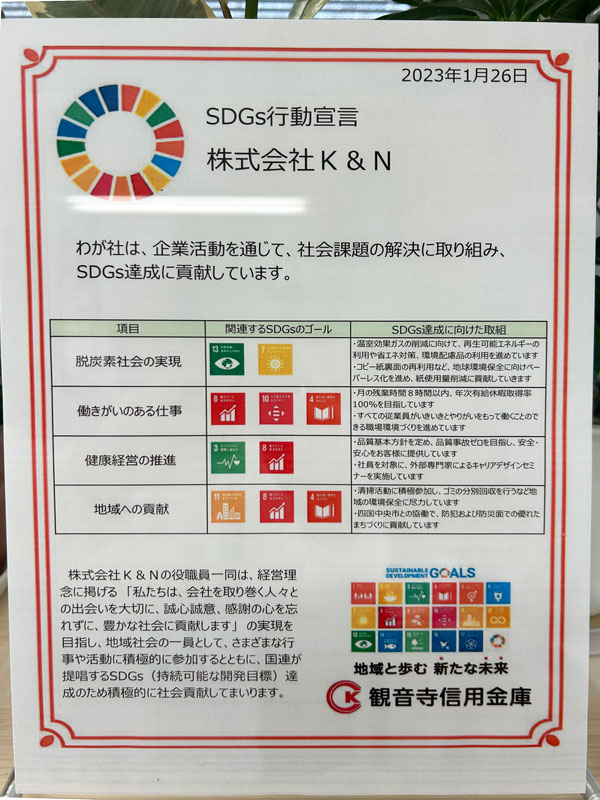 2023年1月26日
SDGs行動宣言
株式会社K＆N
わが社は、企業活動を通じて、社会課題の解決に取り組み、
SDGs達成に貢献しています。
項目
関連するSDGsのゴール
SDGs達成に向けた取組
脱炭素社会の実現
13
7
・温室効果ガスの削減に向けて、再生可能エネルギーの
利用や省エネ対策、環境配慮品の利用を進めています
・コピー紙裏面の再利用など、地球環境保全に向けペー
パーレス化を進め、紙使用量削減に貢献していきます
働きがいのある仕事
8
10
4
・月の残業時間８時間以内、年次有給休暇取得率
100％を目指しています
・すべての従業員がいきいきとやりがいをもって働くことので
きる職場環境づくりを進めています
健康経営の推進
3
8
・品質基本方針を定め、品質事故ゼロを目指し、安全・
安心をお客様に提供しています
・社員を対象に、外部専門家によるキャリアデザインセミ
ナーを実施しています
地域への貢献
11
8
4
・清掃活動に積極参加し、ゴミの分別回収を行うなど地
域の環境保全に尽力しています
・四国中央市との協働で、防犯および防災面での優れた
まちづくりに貢献しています
株式会社K＆Nの役職員一同は、経営理
念に掲げる「私たちは、会社を取り巻く人々と
の出会いを大切に、誠心誠意、感謝の心を忘
れずに、豊かな社会に貢献します」の実現を
目指し、地域社会の一員として、さまざまな行
事や活動に積極的に参加するとともに、国連が
提唱するSDGs（持続可能な開発目標）達
成のため積極的に社会貢献してまいります。
SUSTAINABLE
DEVELOPMENT GOALS
地域と歩む 新たな未来
CK 観音寺信用金庫